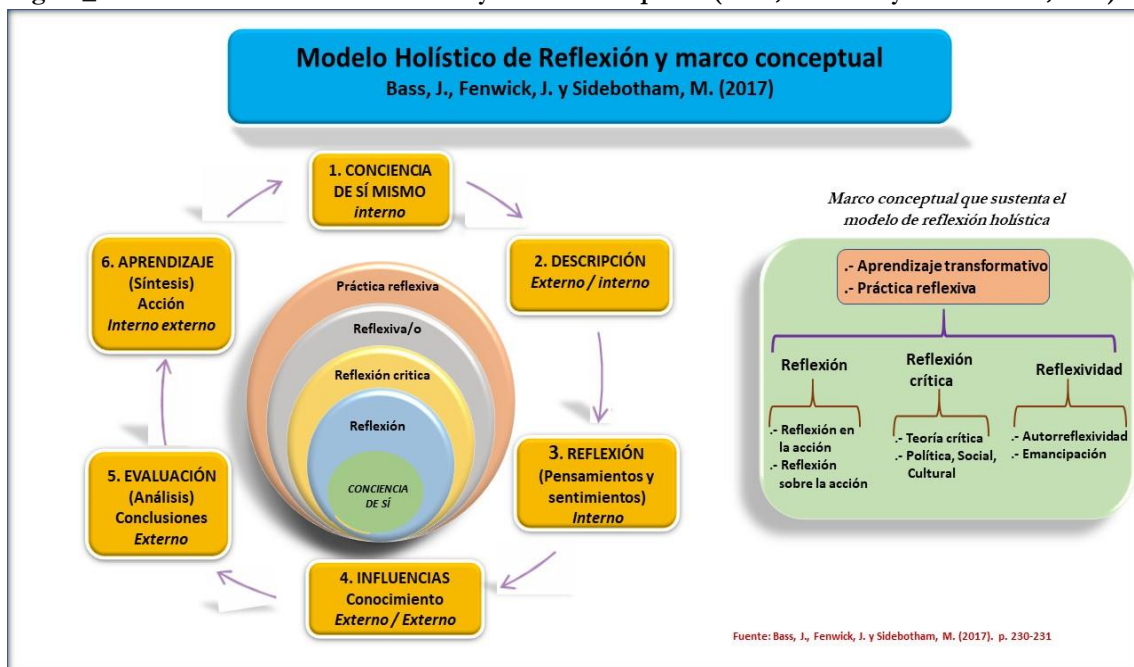 Modelo Holístico de Reflexión y marco conceptual
Bass, J., Fenwick, J. y Sidebotham, M. (2017)
1. CONCIENCIA
DE SÍ MISMO
interno
2. DESCRIPCIÓN
Externo / interno
3. REFLEXIÓN
(Pensamientos y
sentimientos)
Interno
4. INFLUENCIAS
Conocimiento
Externo / Externo
5. EVALUACIÓN
(Análisis)
Conclusiones
Externo
6. APRENDIZAJE
(Síntesis)
Acción
Interno externo
Práctica reflexiva
Reflexiva/o
Reflexión critica
Reflexión
CONCIENCIA
DE SÍ
Marco conceptual que sustenta el
modelo de reflexión holística
.- Aprendizaje transformativo
.- Práctica reflexiva
Reflexión
.- Reflexión en
la acción
.- Reflexión
sobre la acción
Reflexión
crítica
.- Teoría crítica
.- Política, Social,
Cultural
Reflexividad
.- Autorreflexividad
.- Emancipación
Fuente: Bass, J., Fenwick, J. y Sidebotham, M. (2017). p. 230-231